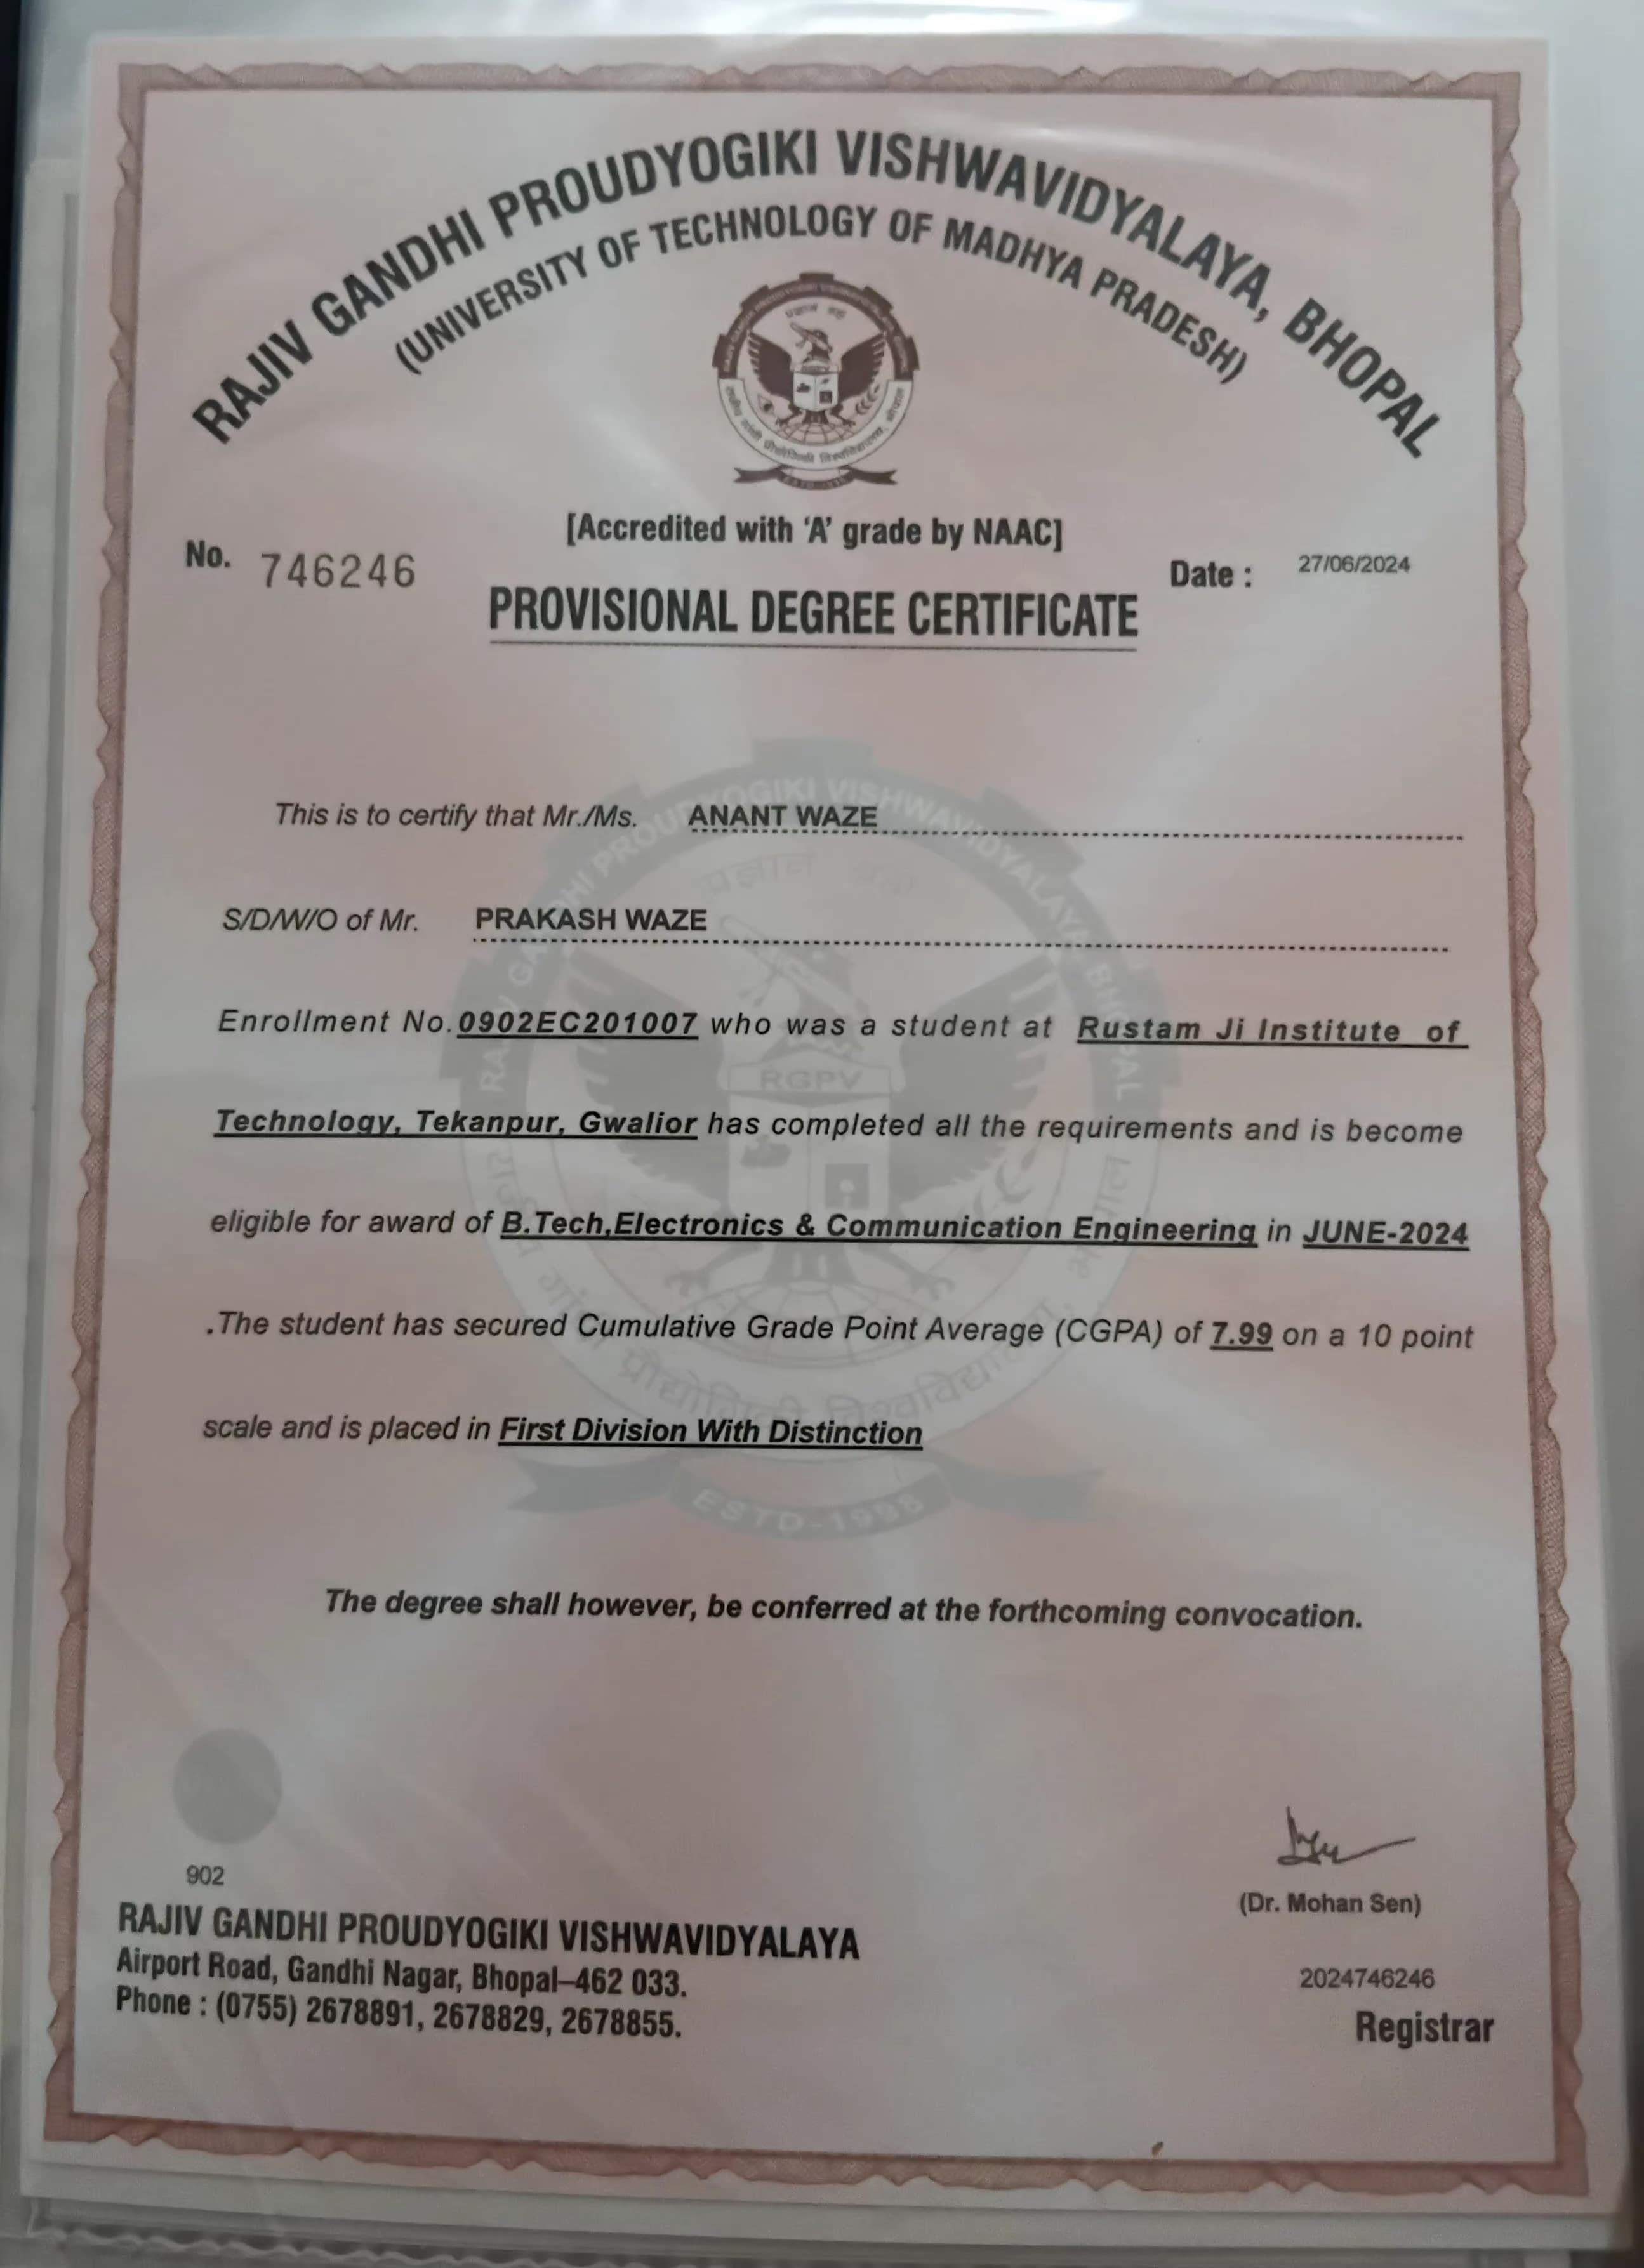 RAJIV GANDHI PROUDYOGIKI VISHWAVIDYALAYA, BHOPAL
(UNIVERSITY OF TECHNOLOGY OF MADHYA PRADESH)
[Accredited with ‘A’ grade by NAAC]
No. 746246
Date : 27/06/2024
PROVISIONAL DEGREE CERTIFICATE
This is to certify that Mr./Ms. ANANT WAZE
S/D/W/O of Mr. PRAKASH WAZE
Enrollment No.0902EC201007 who was a student at Rustam Ji Institute of
Technology, Tekanpur, Gwalior has completed all the requirements and is become
eligible for award of B.Tech,Electronics & Communication Engineering in JUNE-2024
.The student has secured Cumulative Grade Point Average (CGPA) of 7.99 on a 10 point
scale and is placed in First Division With Distinction
RGPV
The degree shall however, be conferred at the forthcoming convocation.
902
RAJIV GANDHI PROUDYOGIKI VISHWAVIDYALAYA
Airport Road, Gandhi Nagar, Bhopal–462 033.
Phone : (0755) 2678891, 2678829, 2678855.
(Dr. Mohan Sen)
2024746246
Registrar